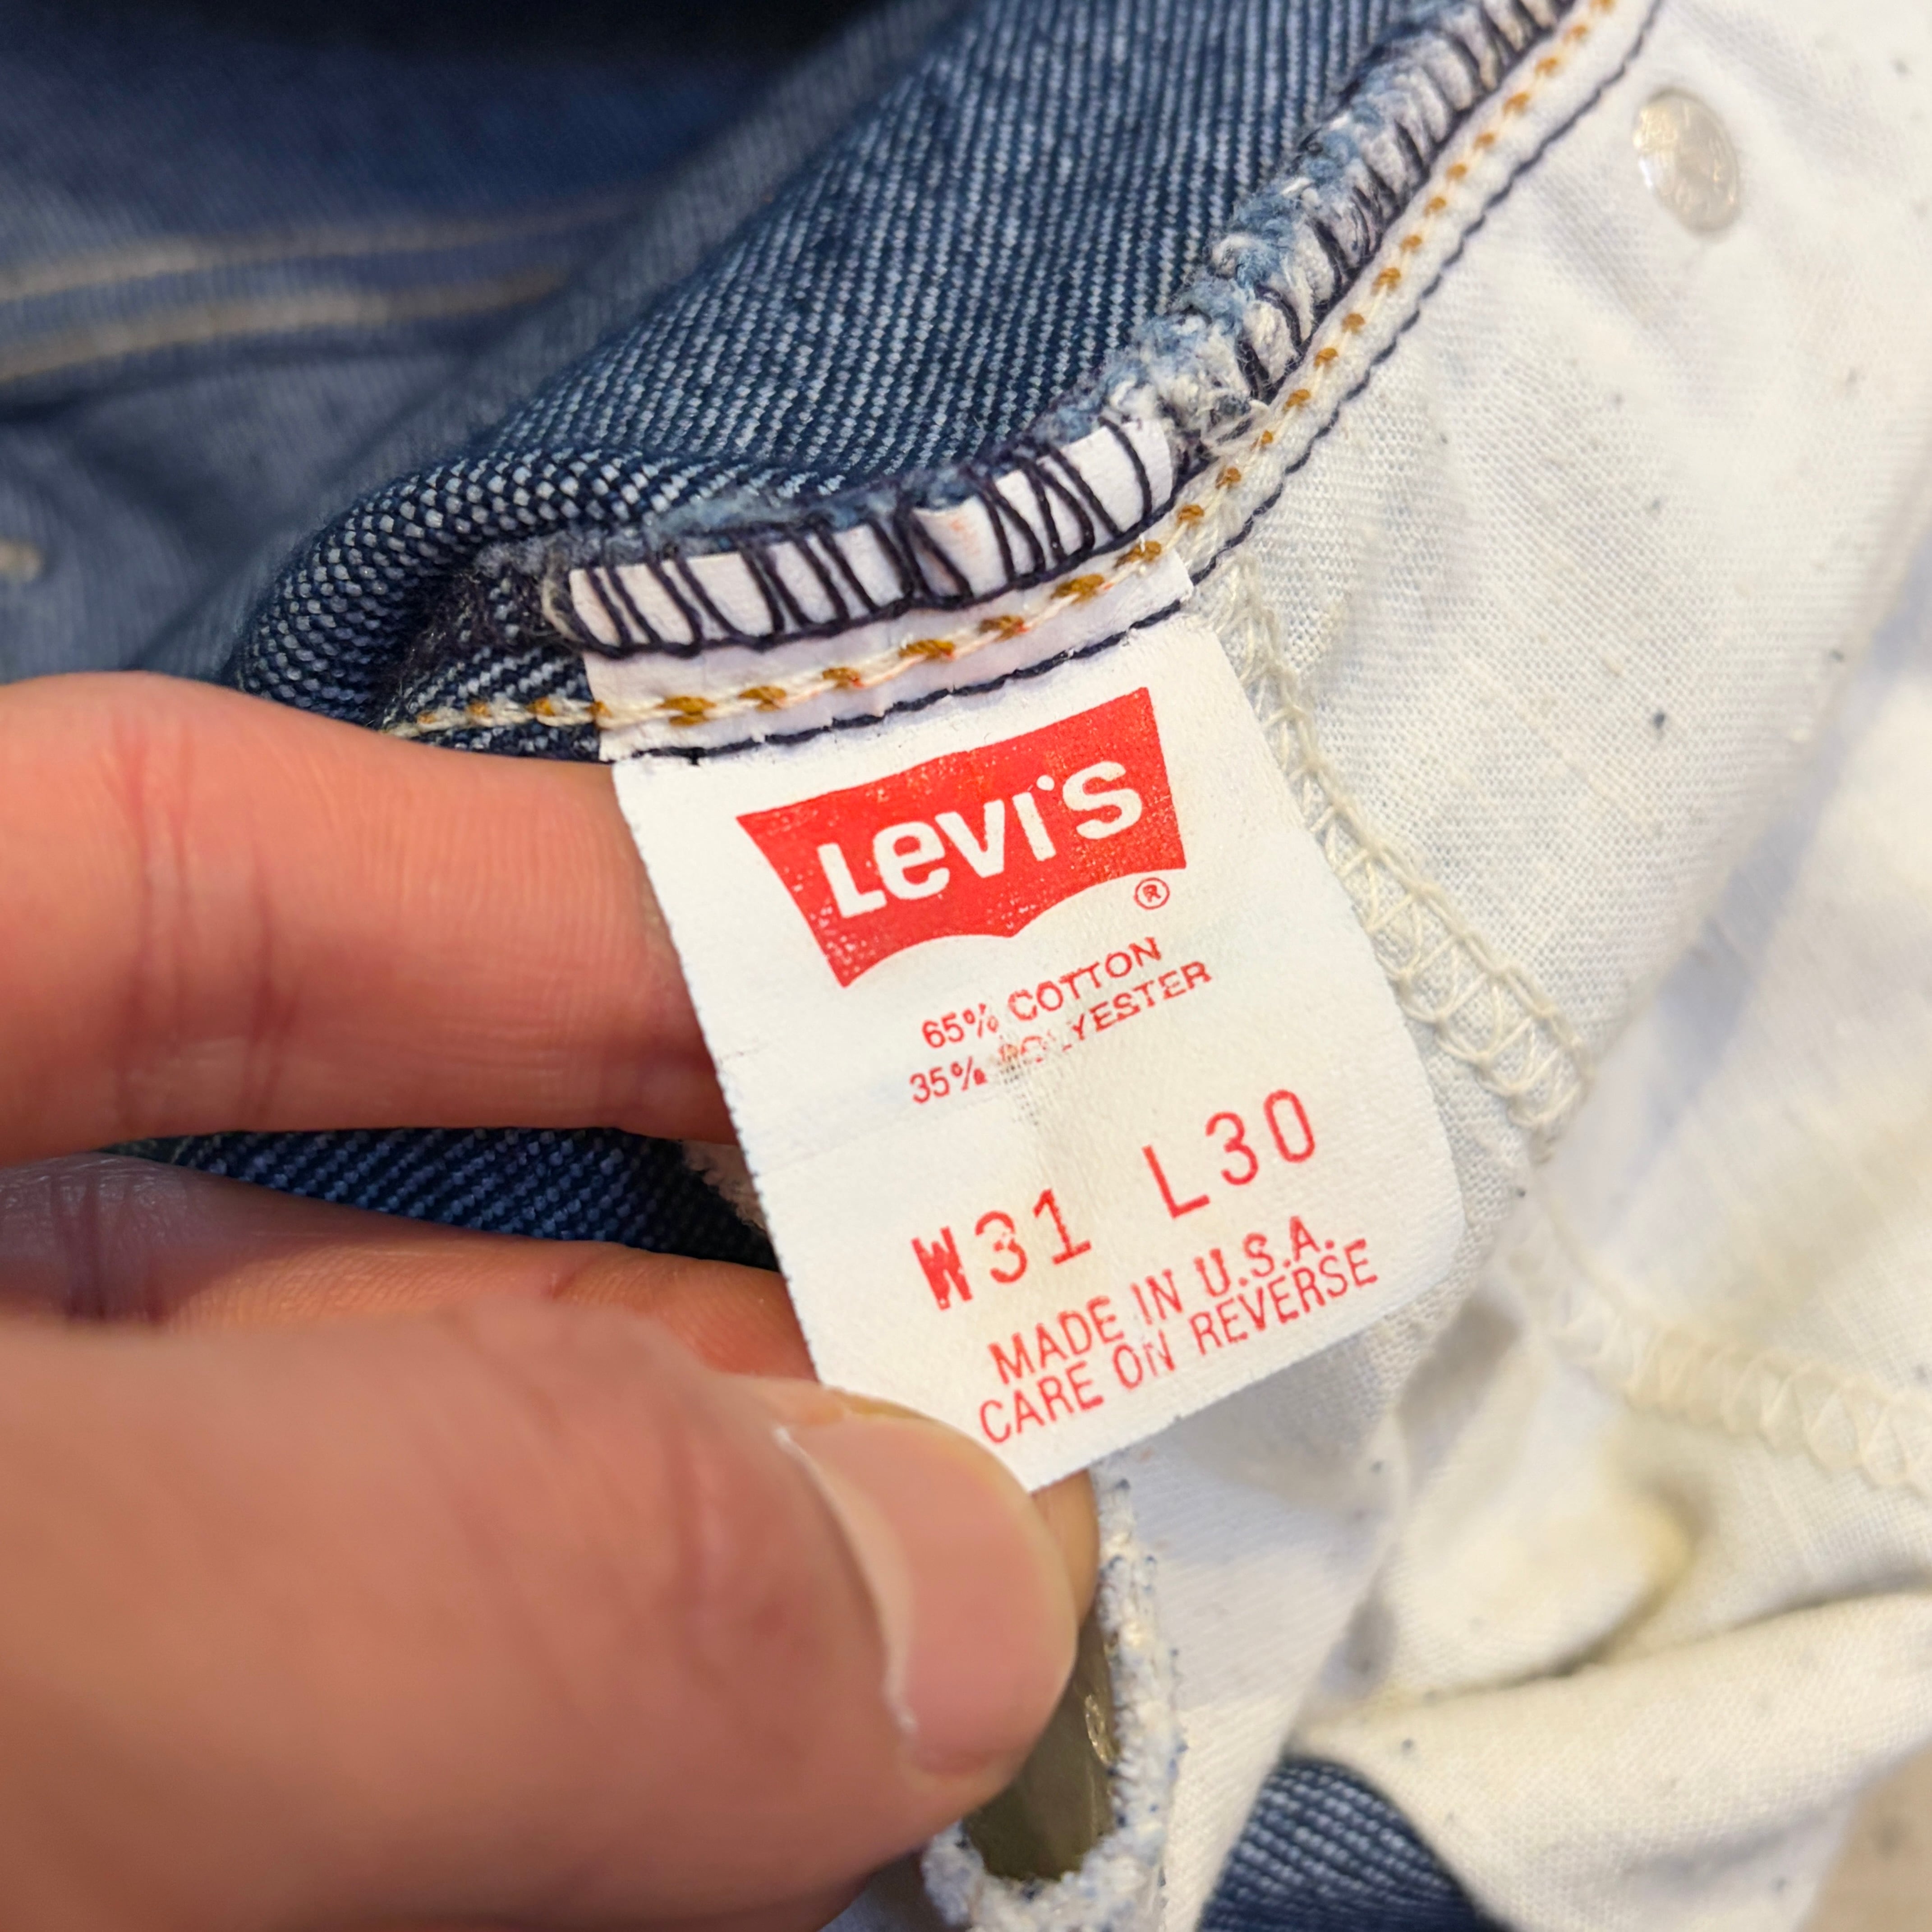 Levi's
®
65% COTTON
35% POLYESTER
W31 L30
MADE IN U.S.A.
CARE ON REVERSE